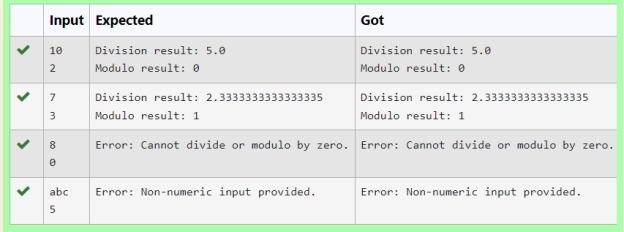 Input Expected Got
10 Division result: 5.0 Division result: 5.0
2 Modulo result: 0 Modulo result: 0
7 Division result: 2.3333333333333335 Division result: 2.3333333333333335
3 Modulo result: 1 Modulo result: 1
8 Error: Cannot divide or modulo by zero. Error: Cannot divide or modulo by zero.
0
abc Error: Non-numeric input provided. Error: Non-numeric input provided.
5